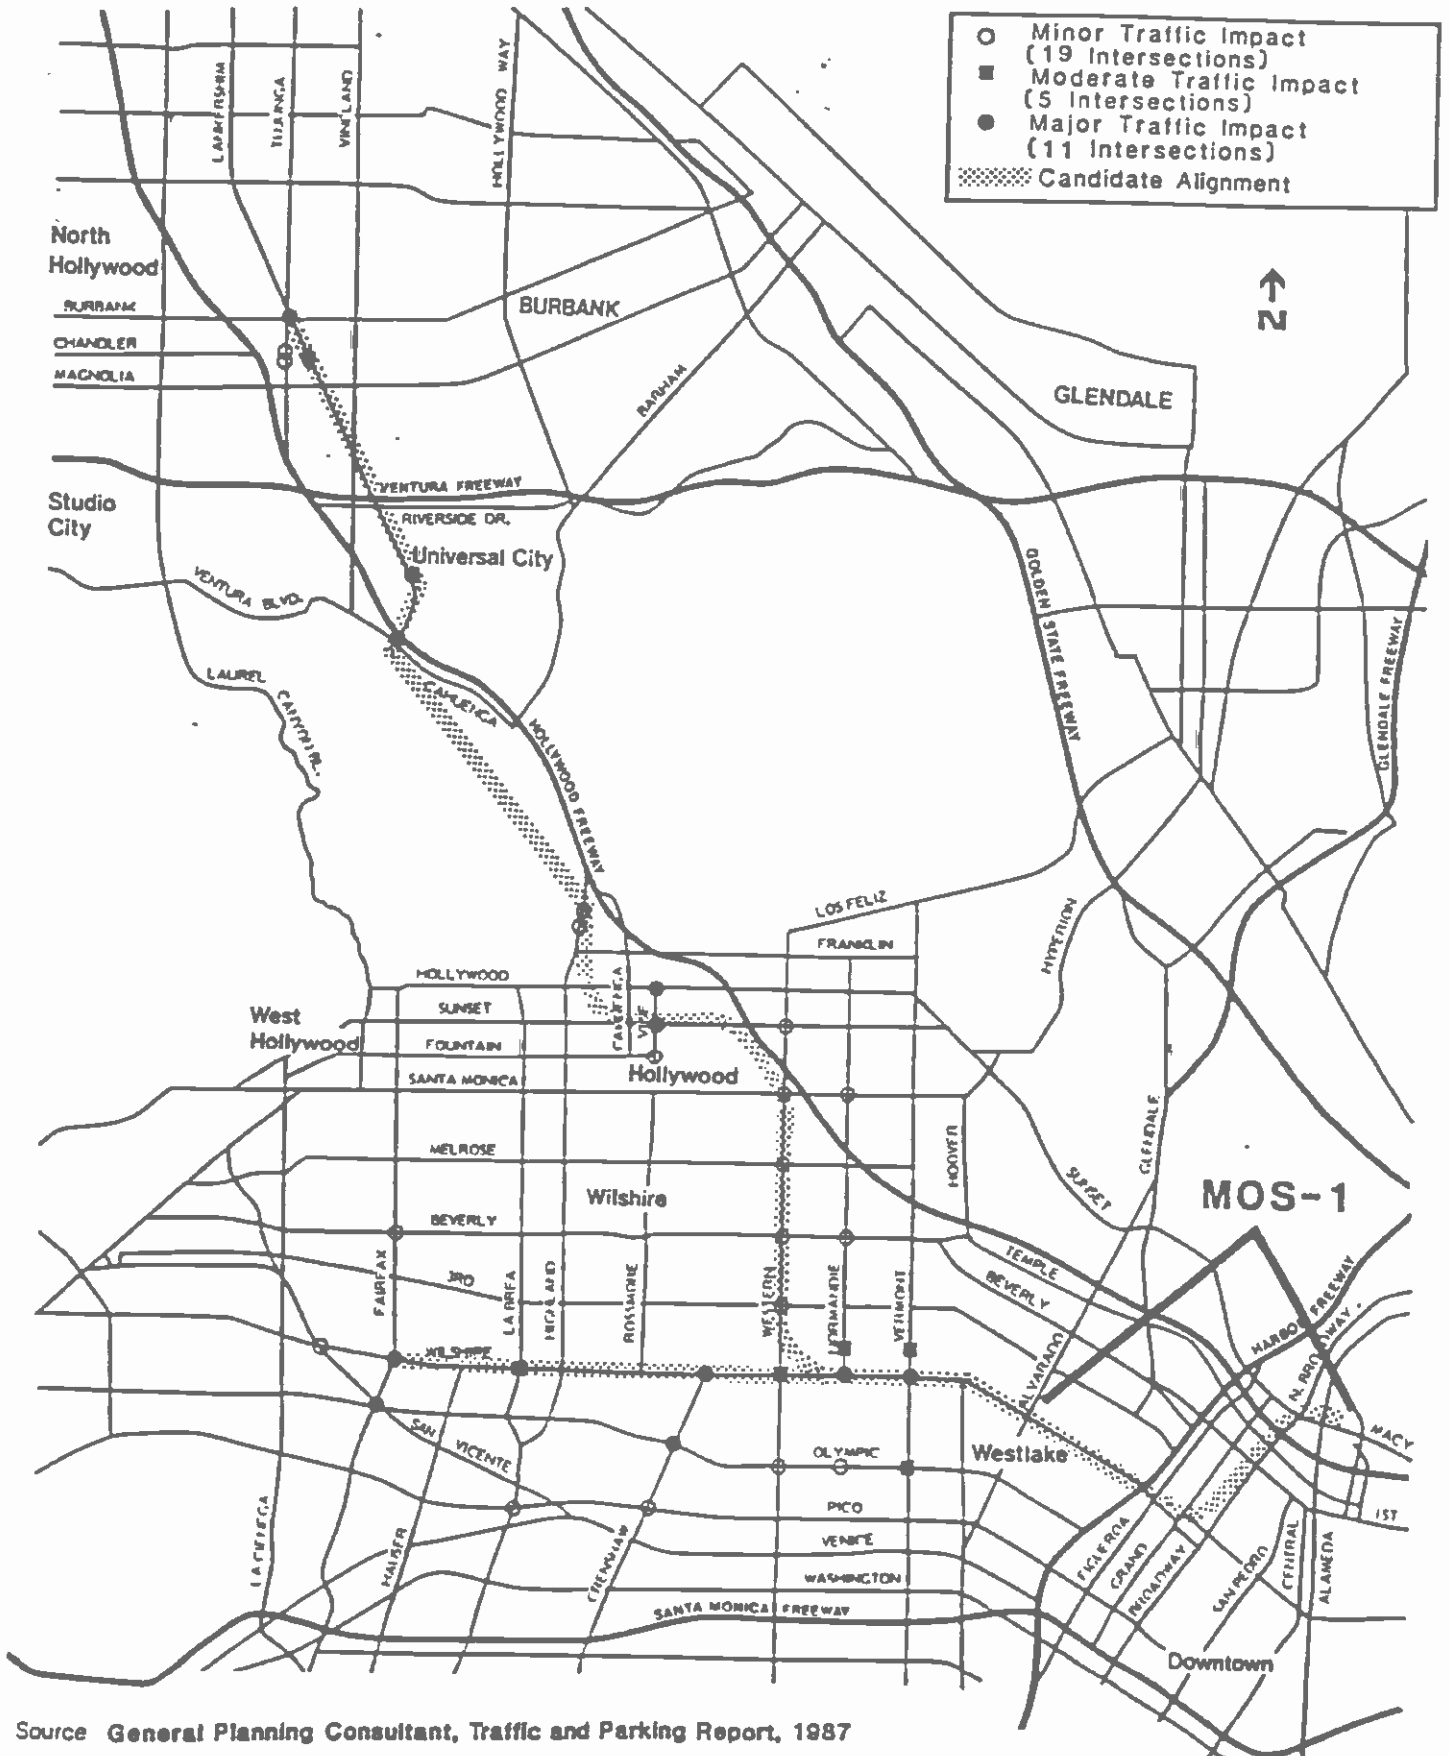 Minor Traffic Impact
(19 Intersections)
Moderate Traffic Impact
(5 Intersections)
Major Traffic Impact
(11 Intersections)
Candidate Alignment
LANKERSHIM
TUJUNGA
VINELAND
HOLLYWOOD WAY
North
Hollywood
BURBANK
CHANDLER
MAGNOLIA
BURBANK
BARHAM
N
GLENDALE
Studio
City
VENTURA FREEWAY
RIVERSIDE DR.
Universal City
VENTURA BLVD.
LAUREL
CAHUENGA
HOLLYWOOD FREEWAY
GOLDEN STATE FREEWAY
GLENDALE FREEWAY
LOS FELIZ
FRANKLIN
HYPERION
HOLLYWOOD
SUNSET
FOUNTAIN
SANTA MONICA
West
Hollywood
CAHUENGA
VINE
Hollywood
MELROSE
Wilshire
BEVERLY
3RD
FAIRFAX
LA BREA
HIGHLAND
ROSSMORE
WESTERN
NORMANDIE
VERMONT
HOOVER
GLENDALE
SUNSET
MOS-1
TEMPLE
BEVERLY
ALVARADO
HARBOR FREEWAY
N. BROADWAY
MACY
WILSHIRE
SAN VICENTE
OLYMPIC
Westlake
PICO
VENICE
WASHINGTON
SANTA MONICA FREEWAY
LA CIENEGA
HAUSER
CRENSHAW
FIGUEROA
GRAND
BROADWAY
SAN PEDRO
CENTRAL
ALAMEDA
1ST
Downtown
Source General Planning Consultant, Traffic and Parking Report, 1987